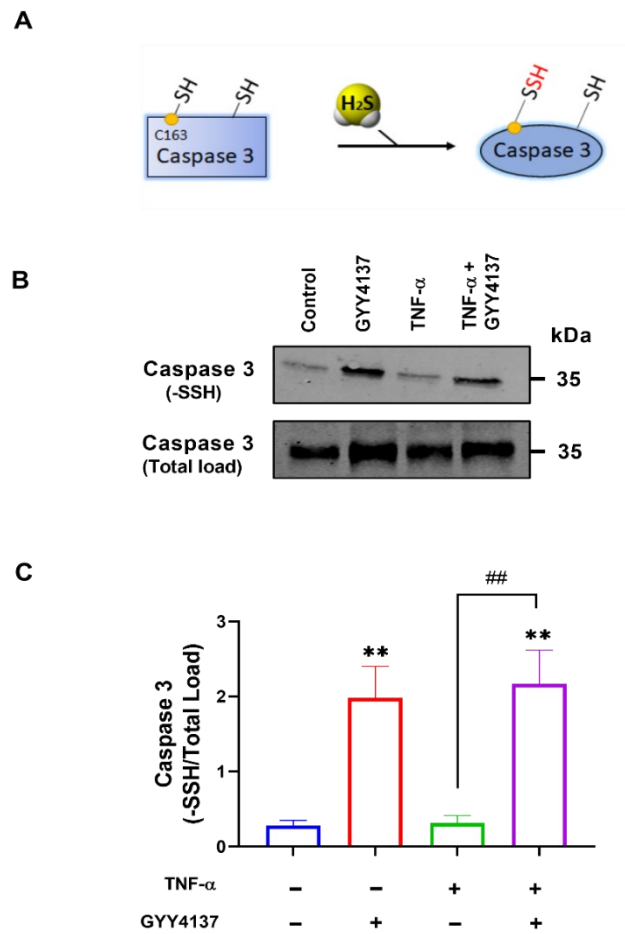 A
SH SH
H2S
SSH SH
C163
Caspase 3
Caspase 3
B
Control GYY4137 TNF-α TNF-α +
GYY4137
kDa
Caspase 3
(-SSH)
35
Caspase 3
(Total load)
35
C
##
** **
Caspase 3
(-SSH/Total Load)
3
2
1
0
TNF-α – – + +
GYY4137 – + – +